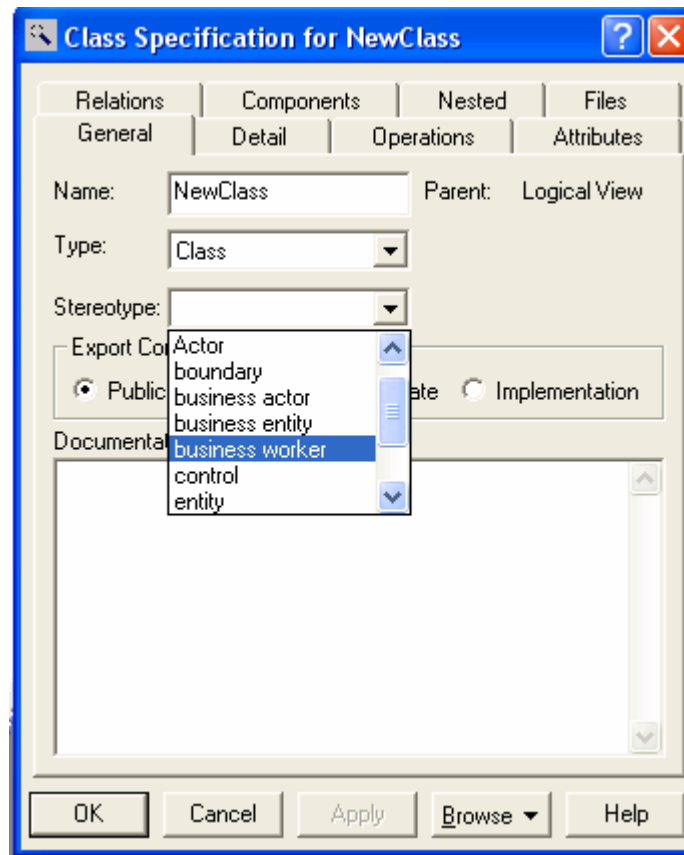 Class Specification for NewClass
Relations Components Nested Files
General Detail Operations Attributes
Name: NewClass Parent: Logical View
Type: Class
Stereotype:
Actor
boundary
business actor
business entity
business worker
control
entity
Export Co
Public ate Implementation
Documentat
OK Cancel Apply Browse Help